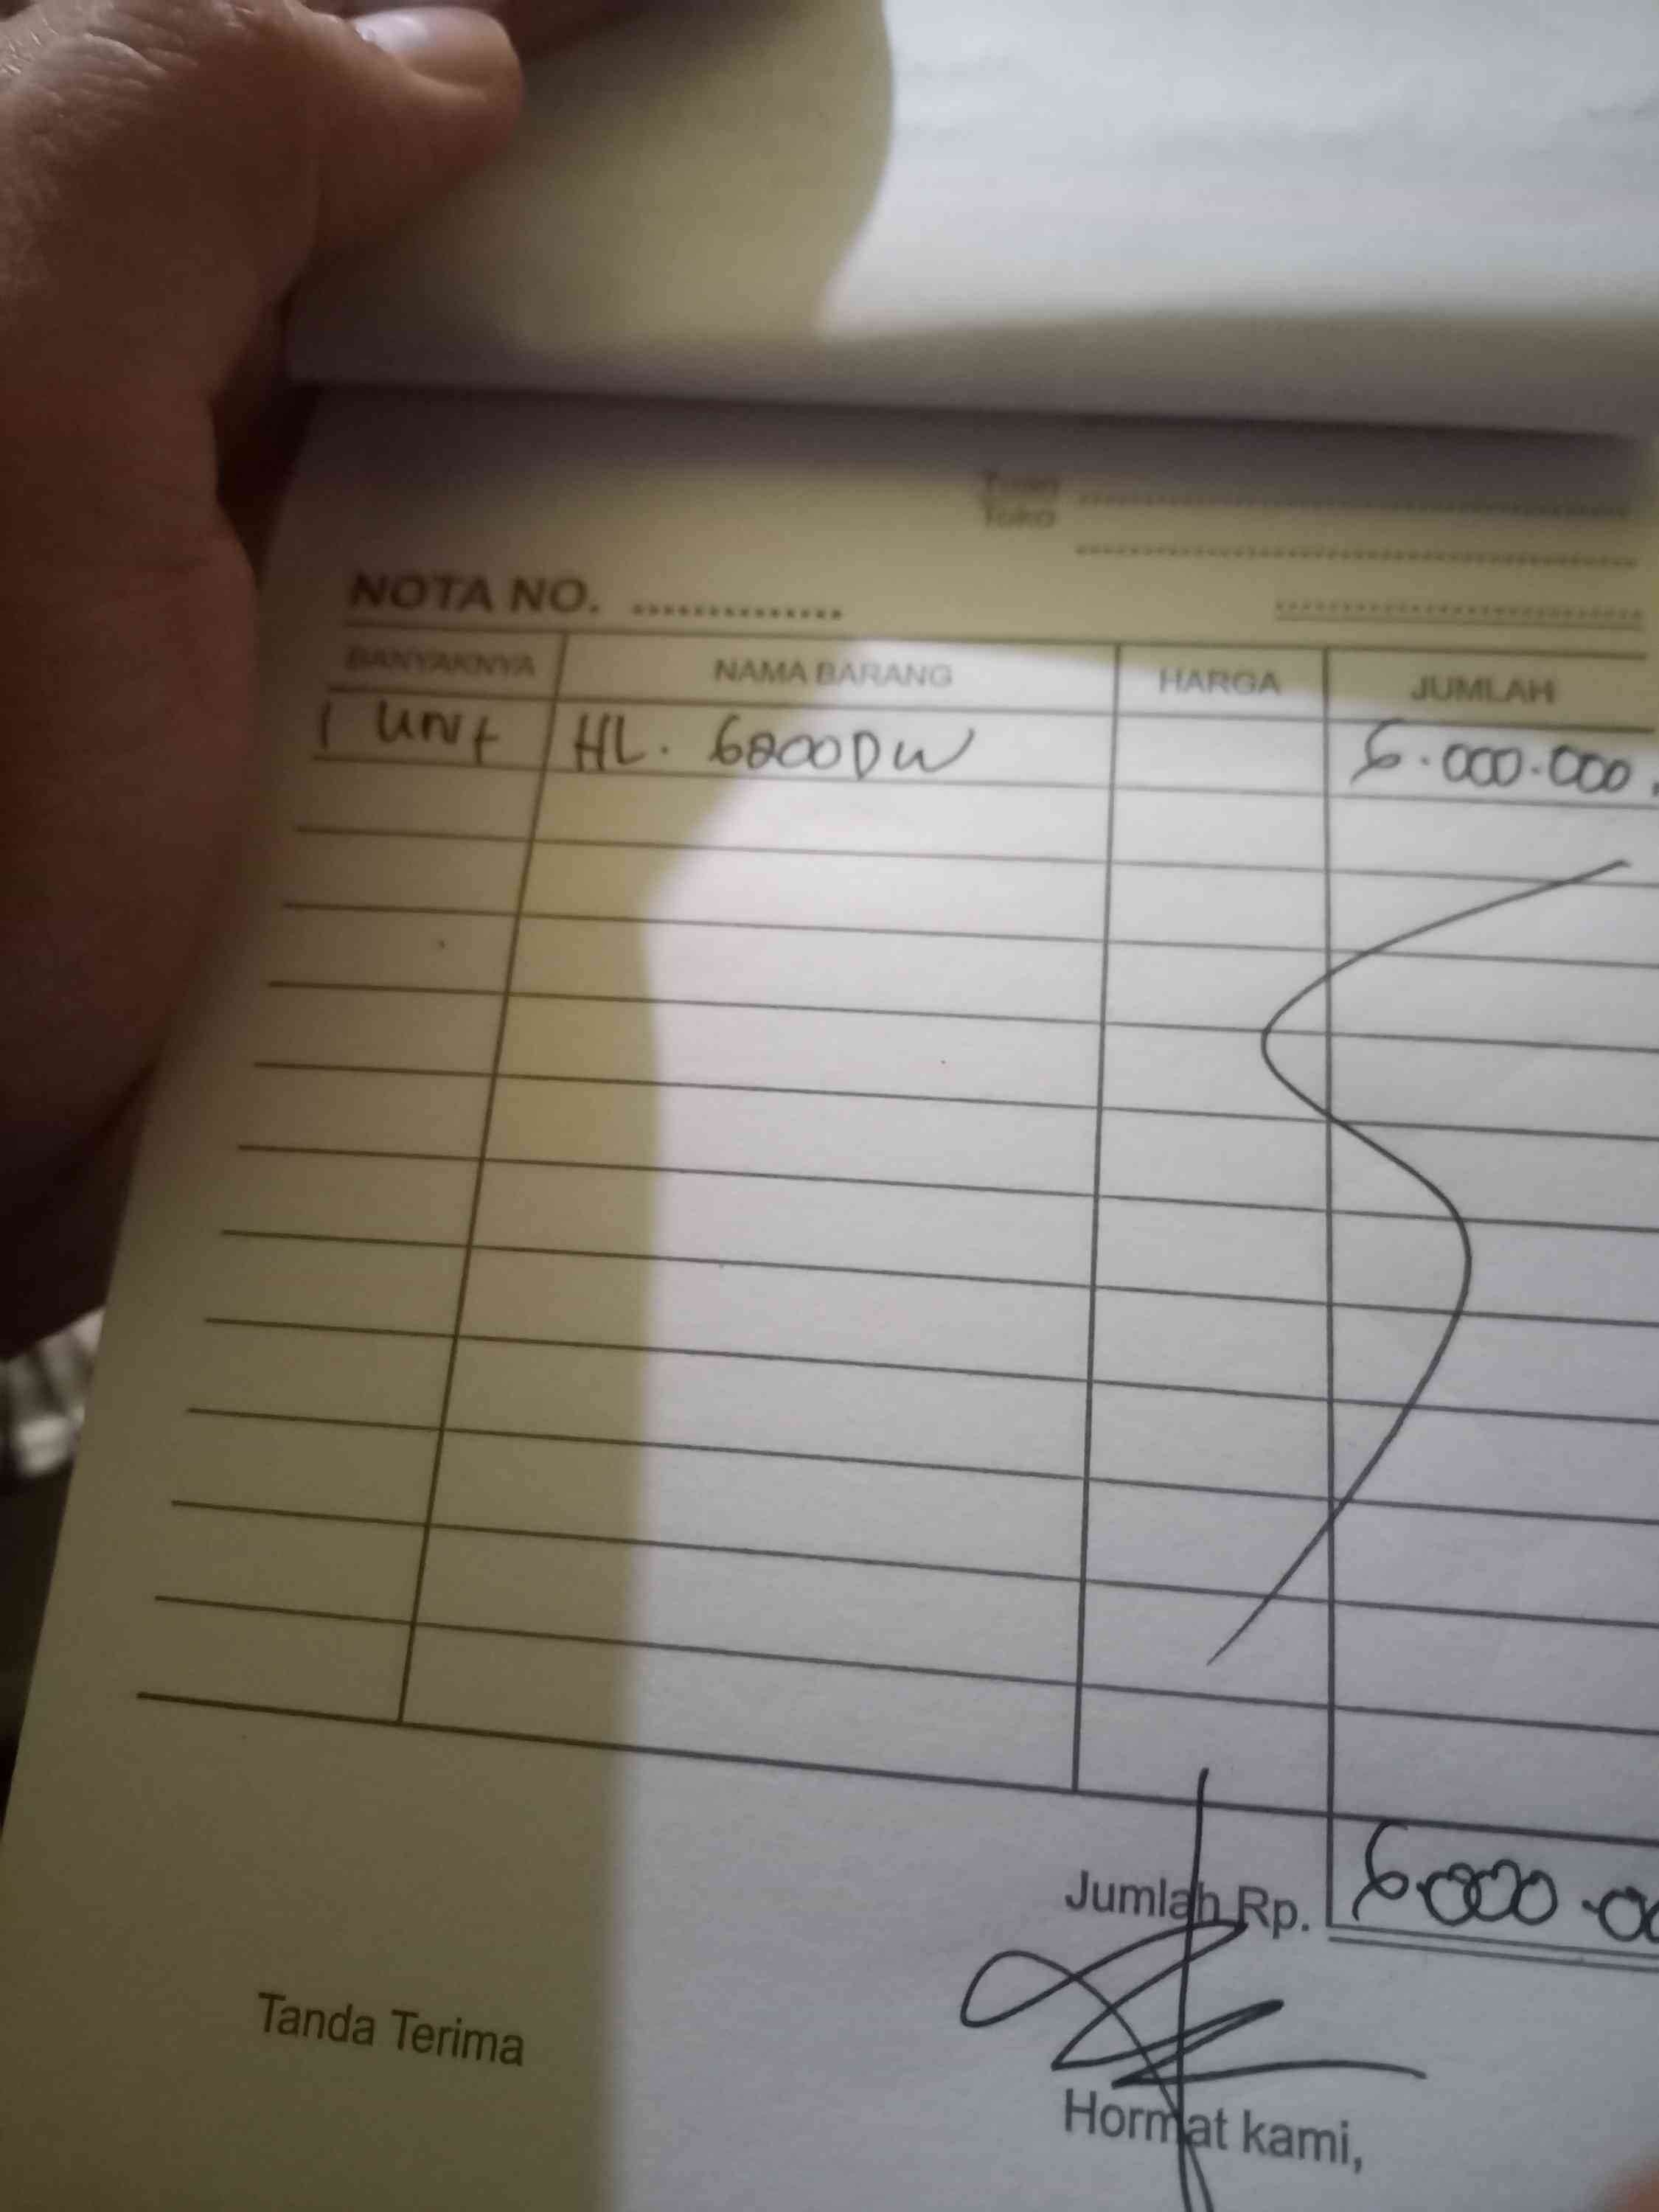 Tuan
Toko
NOTA NO. ..............
BANYAKNYA NAMA BARANG HARGA JUMLAH
1 Unit HL. 6200DW 6.000.000.
Jumlah Rp. 6.000.00
Tanda Terima
Hormat kami,